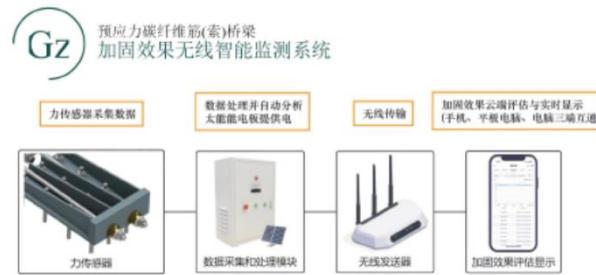 Gz
预应力碳纤维筋(索)桥梁
加固效果无线智能监测系统
力传感器采集数据
数据处理并自动分析
太能能电板提供电
无线传输
加固效果云端评估与实时显示
(手机、平板电脑、电脑三端互通
力传感器
数据采集和处理模块
无线发送器
加固效果评估显示